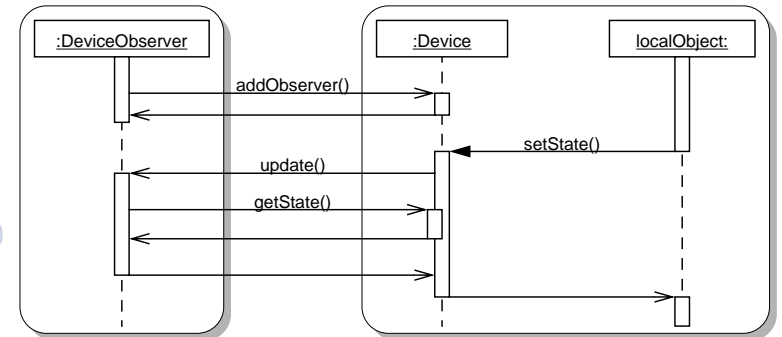 :DeviceObserver
:Device
localObject:
addObserver()
setState()
update()
getState()